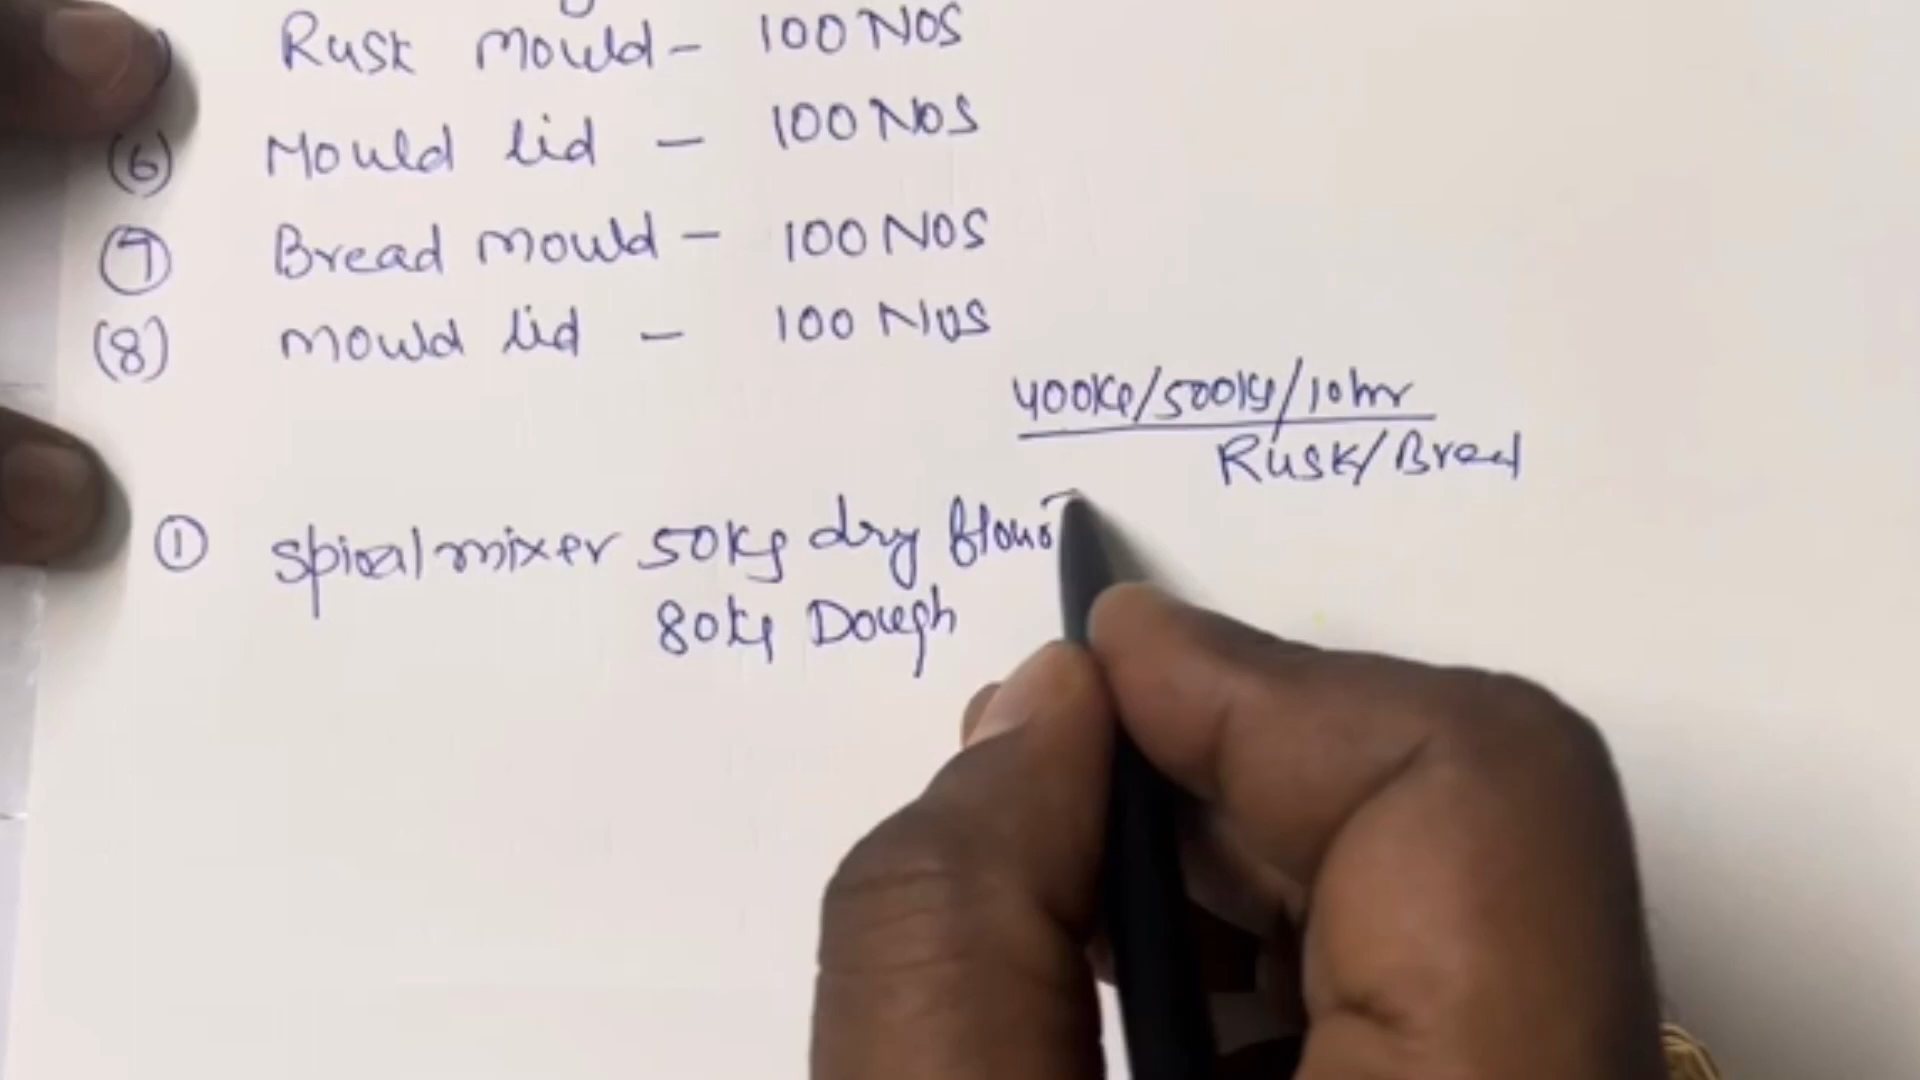 Rusk Mould - 100 NOS
(6) Mould lid - 100 NOS
(7) Bread mould - 100 NOS
(8) mould lid - 100 NOS
400Kg/500Kg/10hr
Rusk/Bread
(1) Spiral mixer 50Kg dry flour
80Kg Dough